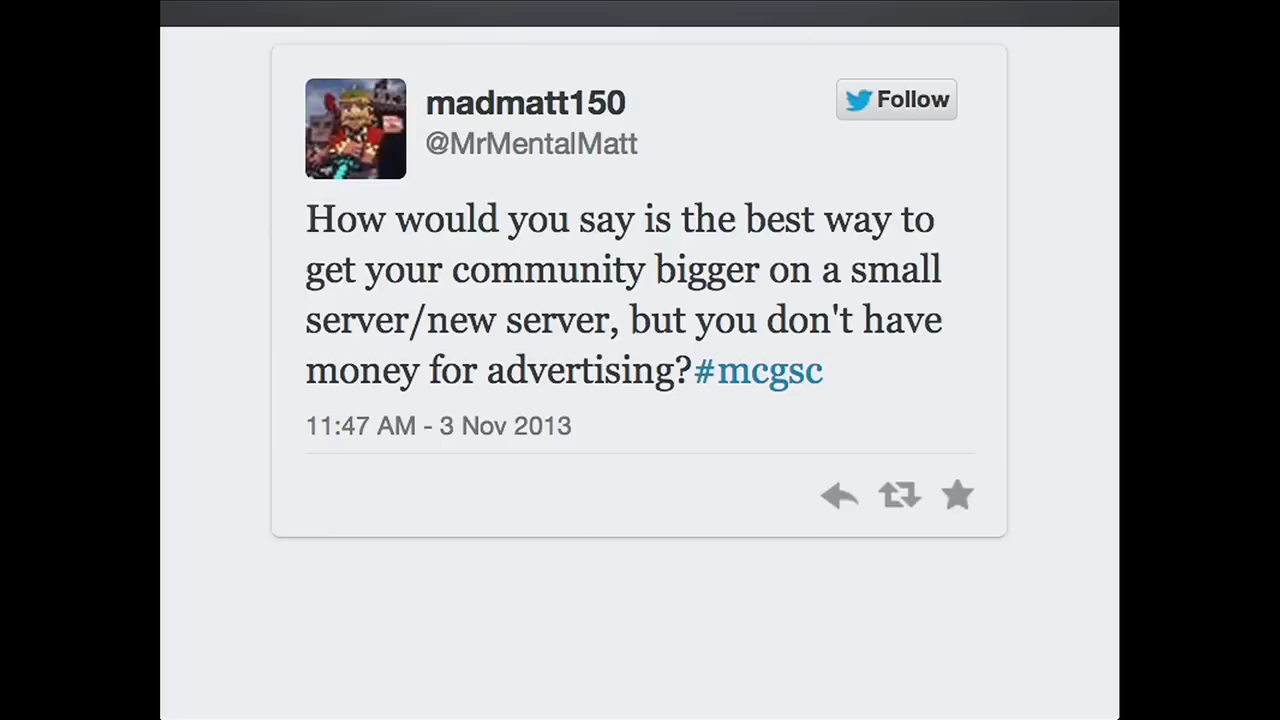 madmatt150
Follow
@MrMentalMatt
How would you say is the best way to
get your community bigger on a small
server/new server, but you don't have
money for advertising?#mcgsc
11:47 AM - 3 Nov 2013